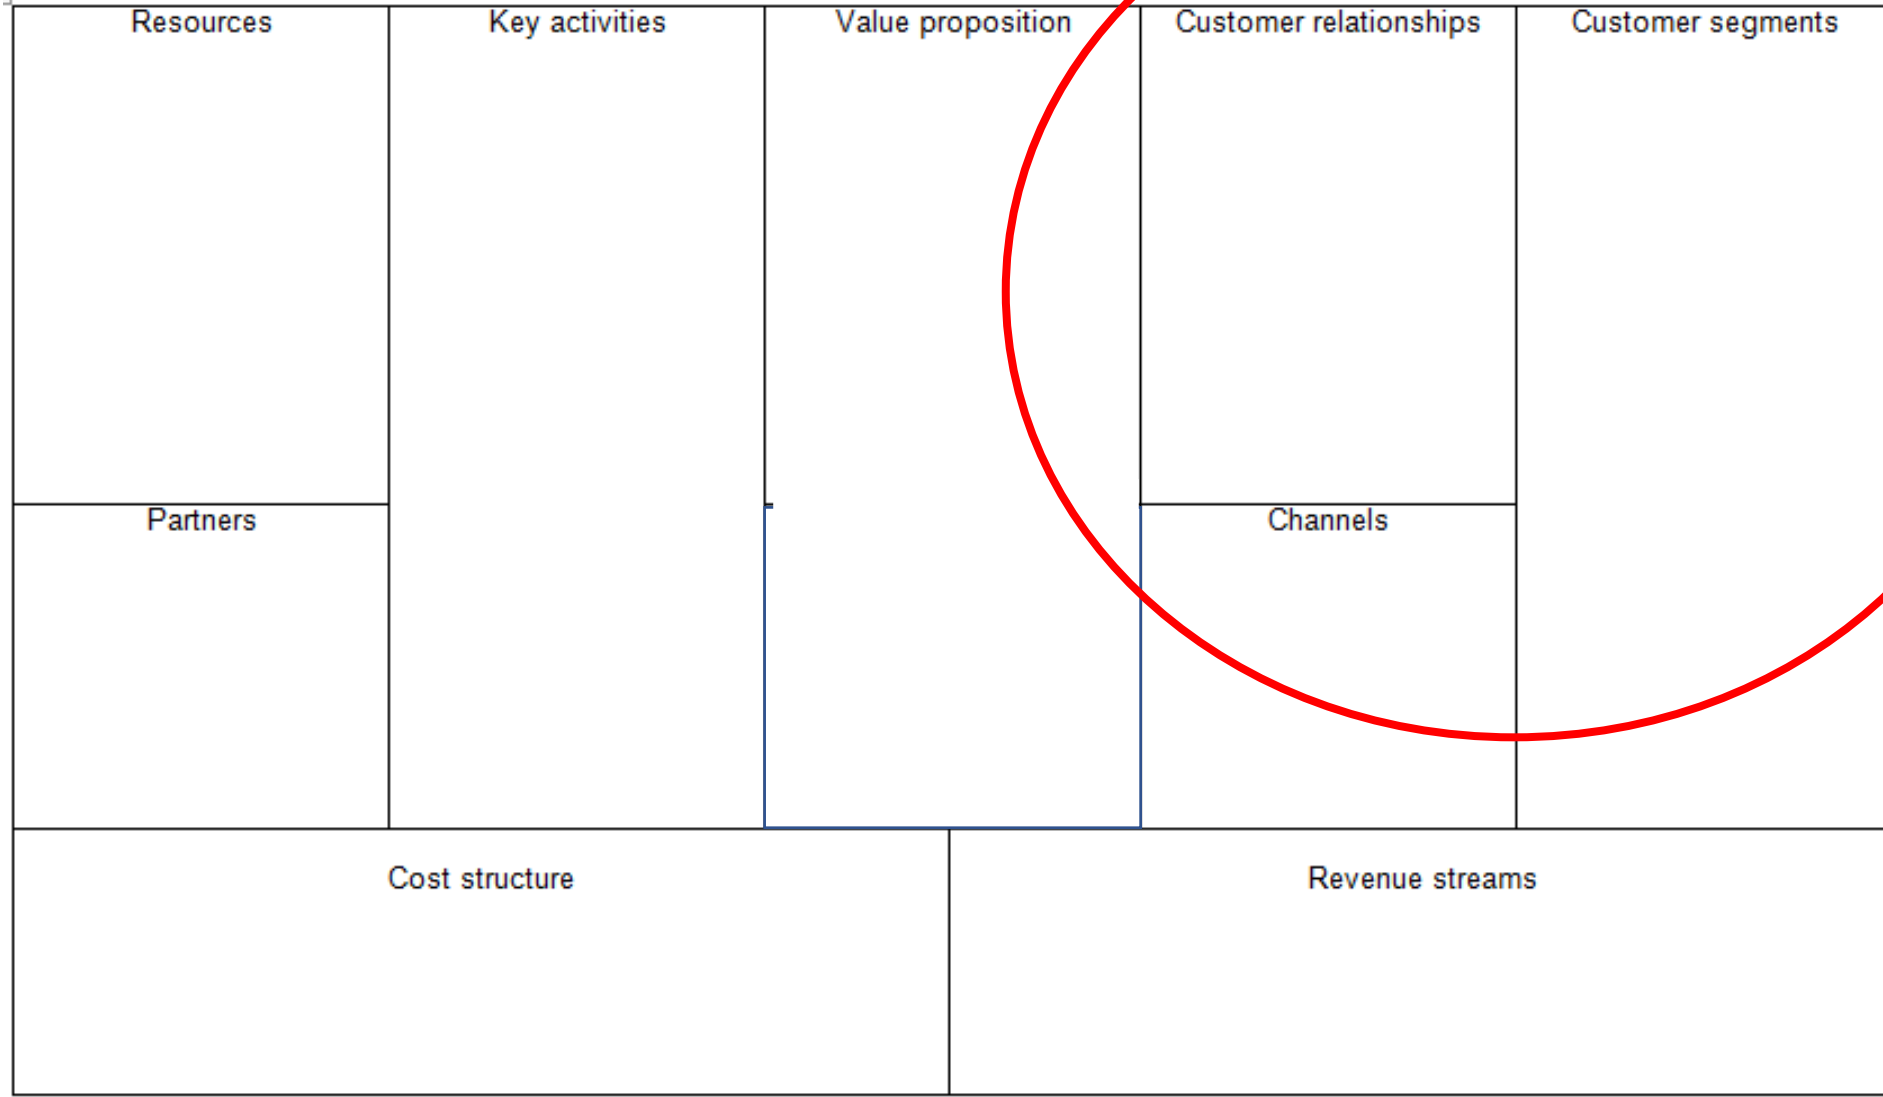 Resources
Key activities
Value proposition
Customer relationships
Customer segments
Partners
Channels
Cost structure
Revenue streams